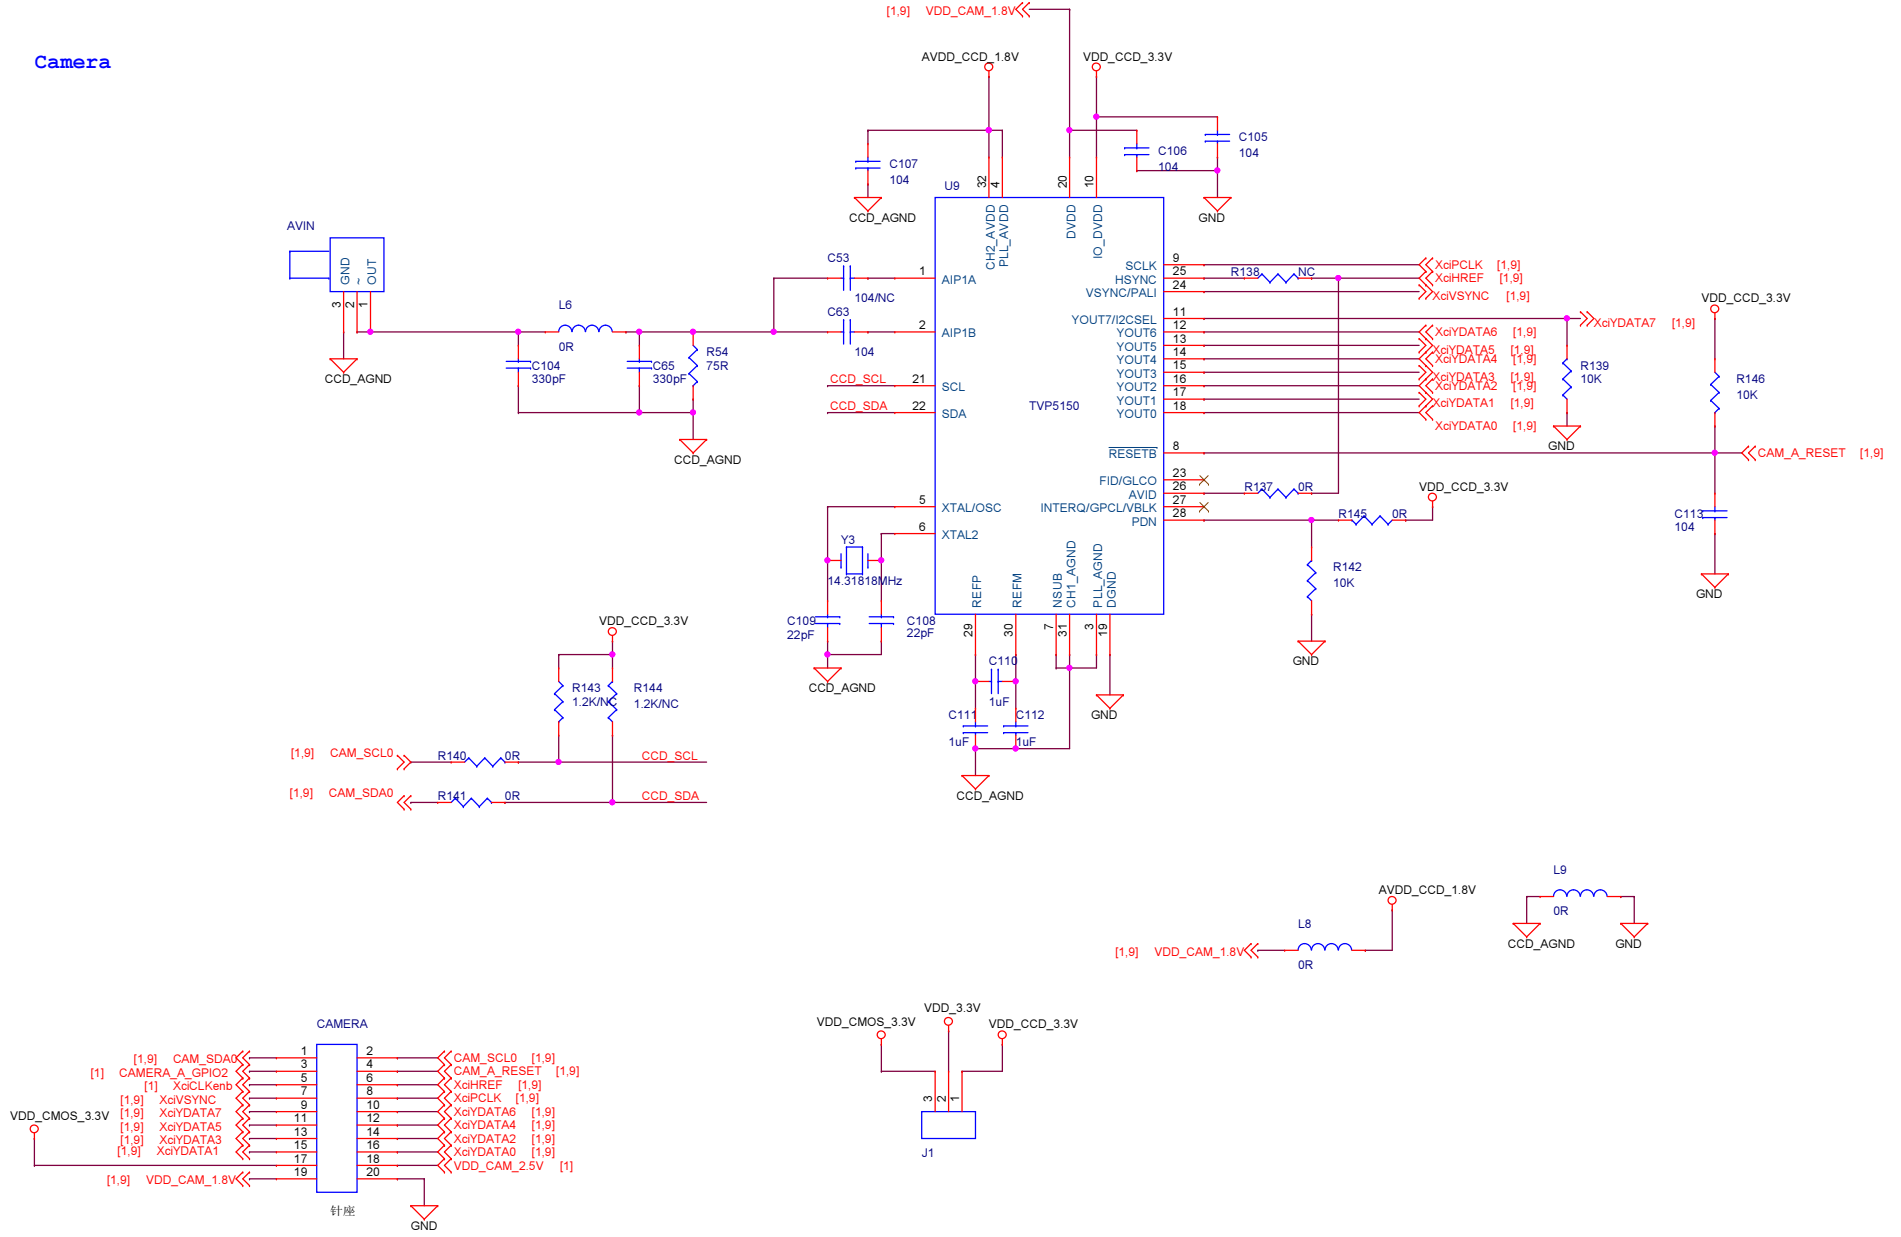 [1,9] VDD_CAM_1.8V
Camera
AVDD_CCD_1.8V
VDD_CCD_3.3V
C107
104
CCD_AGND
C106
104
C105
104
GND
U9
32
4
20
10
CH2_AVDD
PLL_AVDD
DVDD
IO_DVDD
AVIN
GND
~
OUT
3
2
1
CCD_AGND
L6
0R
C104
330pF
C65
330pF
R54
75R
CCD_AGND
C53
104/NC
C63
104
1
AIP1A
2
AIP1B
CCD_SCL
21
SCL
CCD_SDA
22
SDA
TVP5150
5
XTAL/OSC
6
XTAL2
Y3
14.31818MHz
C109
22pF
C108
22pF
CCD_AGND
SCLK
9
HSYNC
25
VSYNC/PALI
24
YOUT7/I2CSEL
11
YOUT6
12
YOUT5
13
YOUT4
14
YOUT3
15
YOUT2
16
YOUT1
17
YOUT0
18
RESETB
8
FID/GLCO
23
AVID
26
INTERQ/GPCL/VBLK
27
PDN
28
R138
NC
XciPCLK [1,9]
XciHREF [1,9]
XciVSYNC [1,9]
XciYDATA7 [1,9]
XciYDATA6 [1,9]
XciYDATA5 [1,9]
XciYDATA4 [1,9]
XciYDATA3 [1,9]
XciYDATA2 [1,9]
XciYDATA1 [1,9]
XciYDATA0 [1,9]
R139
10K
GND
VDD_CCD_3.3V
R146
10K
CAM_A_RESET [1,9]
C113
104
GND
R137
0R
VDD_CCD_3.3V
R145
0R
R142
10K
GND
REFP
REFM
NSUB
CH1_AGND
PLL_AGND
DGND
29
30
7
31
3
19
C110
1uF
C111
1uF
C112
1uF
CCD_AGND
GND
VDD_CCD_3.3V
R143
1.2K/NC
R144
1.2K/NC
[1,9] CAM_SCL0
R140
0R
CCD_SCL
[1,9] CAM_SDA0
R141
0R
CCD_SDA
AVDD_CCD_1.8V
L8
0R
[1,9] VDD_CAM_1.8V
L9
0R
CCD_AGND
GND
VDD_CMOS_3.3V
VDD_3.3V
VDD_CCD_3.3V
3
2
1
J1
CAMERA
[1,9] CAM_SDA0 1 2 CAM_SCL0 [1,9]
[1] CAMERA_A_GPIO2 3 4 CAM_A_RESET [1,9]
[1] XciCLKenb 5 6 XciHREF [1,9]
[1,9] XciVSYNC 7 8 XciPCLK [1,9]
[1,9] XciYDATA7 9 10 XciYDATA6 [1,9]
[1,9] XciYDATA5 11 12 XciYDATA4 [1,9]
[1,9] XciYDATA3 13 14 XciYDATA2 [1,9]
[1,9] XciYDATA1 15 16 XciYDATA0 [1,9]
VDD_CMOS_3.3V 17 18 VDD_CAM_2.5V [1]
[1,9] VDD_CAM_1.8V 19 20
针座
GND